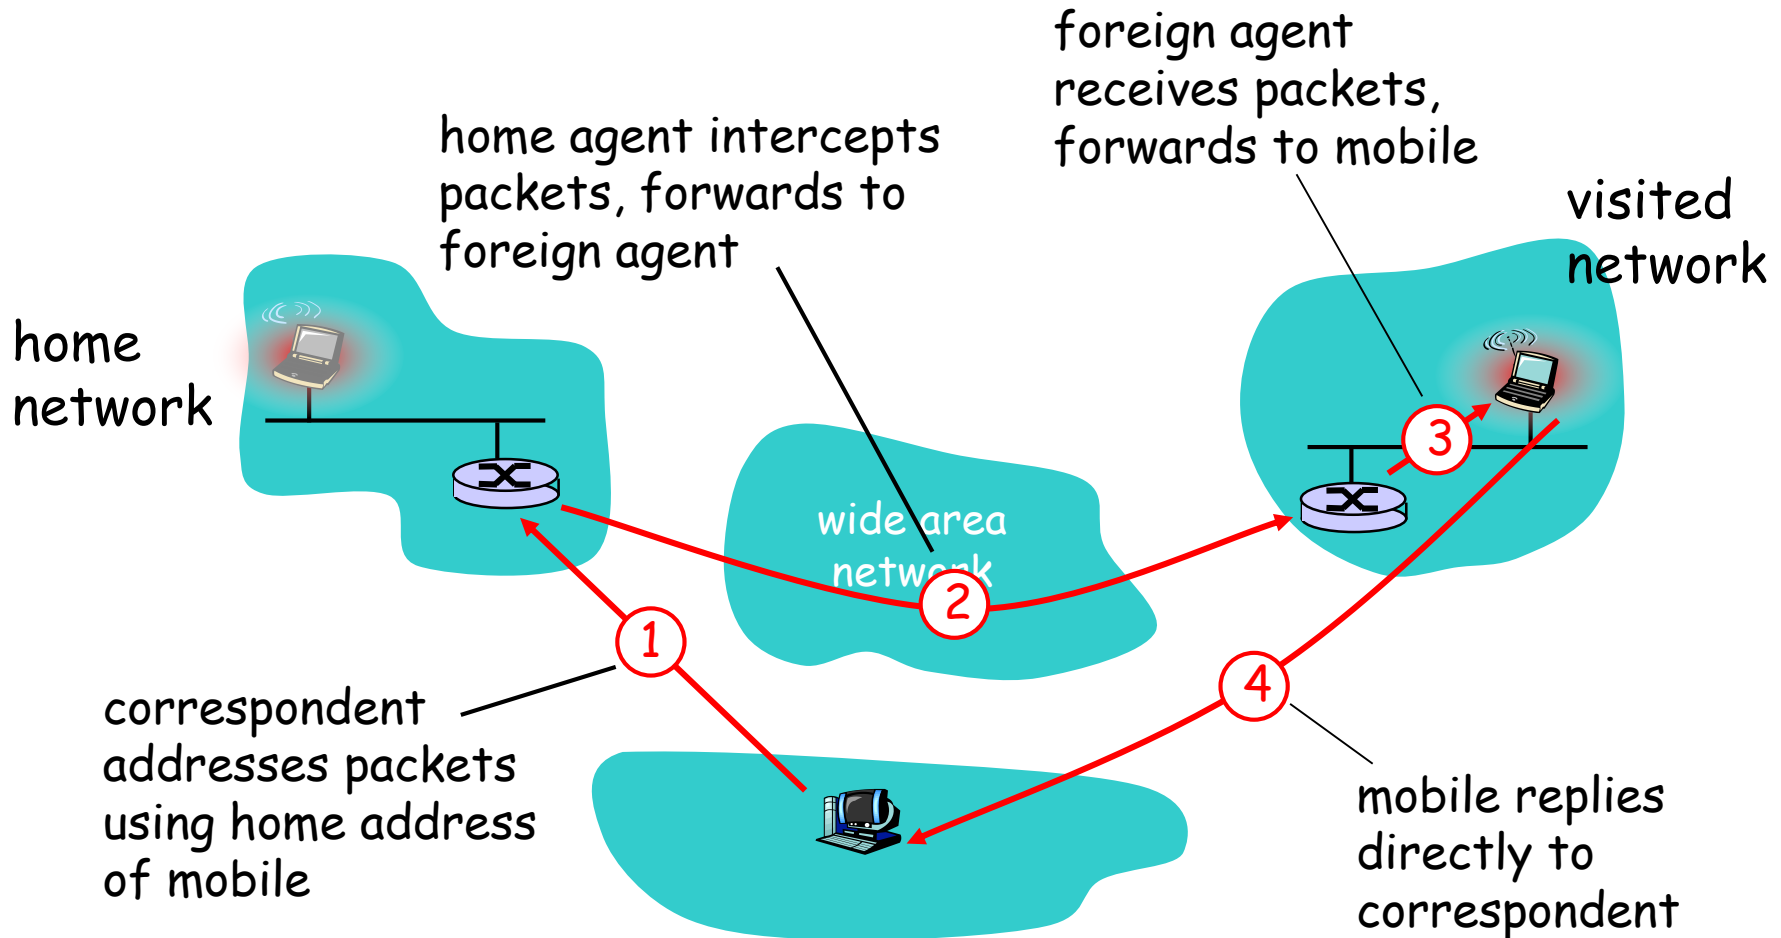 foreign agent
receives packets,
forwards to mobile
home agent intercepts
packets, forwards to
foreign agent
visited
network
home
network
3
wide area
network
2
1
4
correspondent
addresses packets
using home address
of mobile
mobile replies
directly to
correspondent